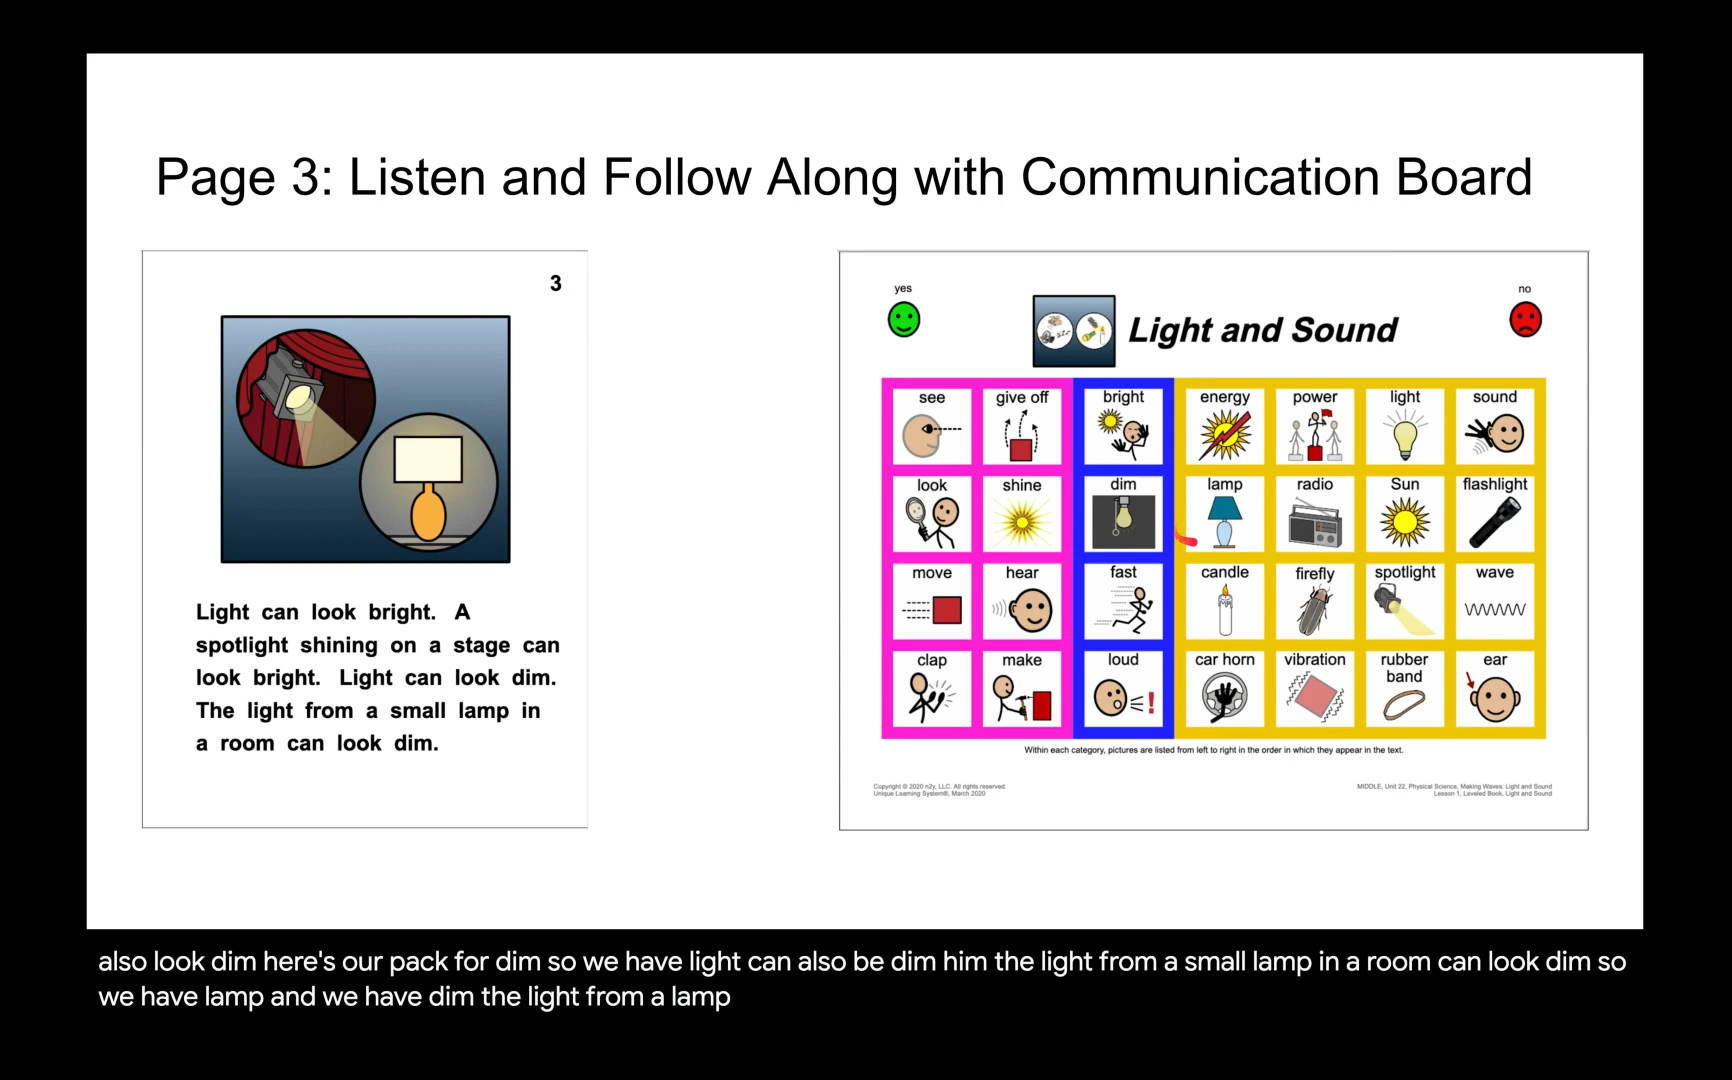 Page 3: Listen and Follow Along with Communication Board
3
Light can look bright. A
spotlight shining on a stage can
look bright. Light can look dim.
The light from a small lamp in
a room can look dim.
yes
no
Light and Sound
see give off bright energy power light sound
look shine dim lamp radio Sun flashlight
move hear fast candle firefly spotlight wave
clap make loud car horn vibration rubber band ear
Within each category, pictures are listed from left to right in the order in which they appear in the text.
Copyright © 2020 n2y, LLC. All rights reserved.
Unique Learning System®, March 2020
MIDDLE, Unit 22, Physical Science, Making Waves: Light and Sound
Lesson 1, Leveled Book, Light and Sound
also look dim here's our pack for dim so we have light can also be dim him the light from a small lamp in a room can look dim so
we have lamp and we have dim the light from a lamp